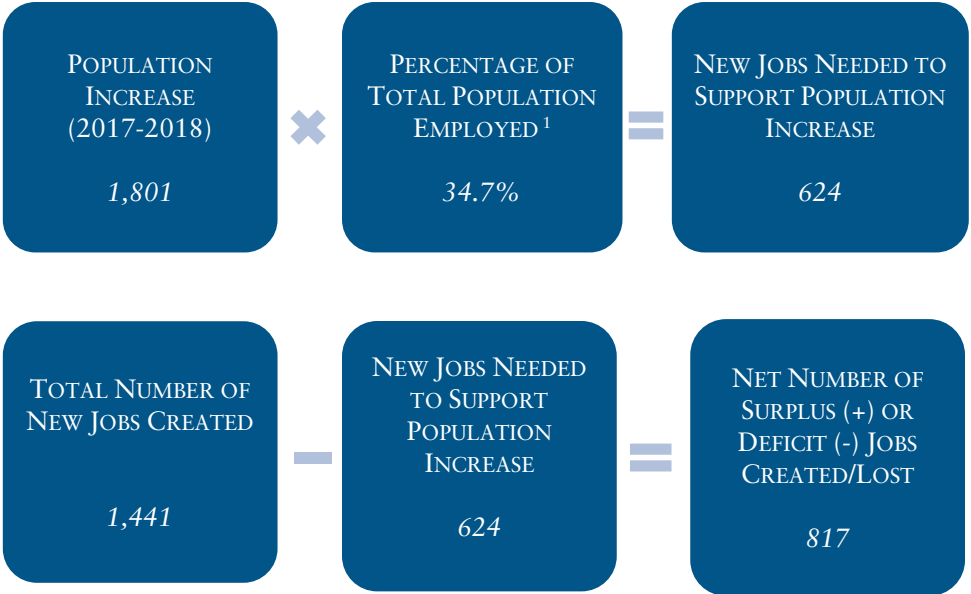 POPULATION
INCREASE
(2017-2018)
1,801
PERCENTAGE OF
TOTAL POPULATION
EMPLOYED 1
34.7%
NEW JOBS NEEDED TO
SUPPORT POPULATION
INCREASE
624
TOTAL NUMBER OF
NEW JOBS CREATED
1,441
NEW JOBS NEEDED
TO SUPPORT
POPULATION
INCREASE
624
NET NUMBER OF
SURPLUS (+) OR
DEFICIT (-) JOBS
CREATED/LOST
817